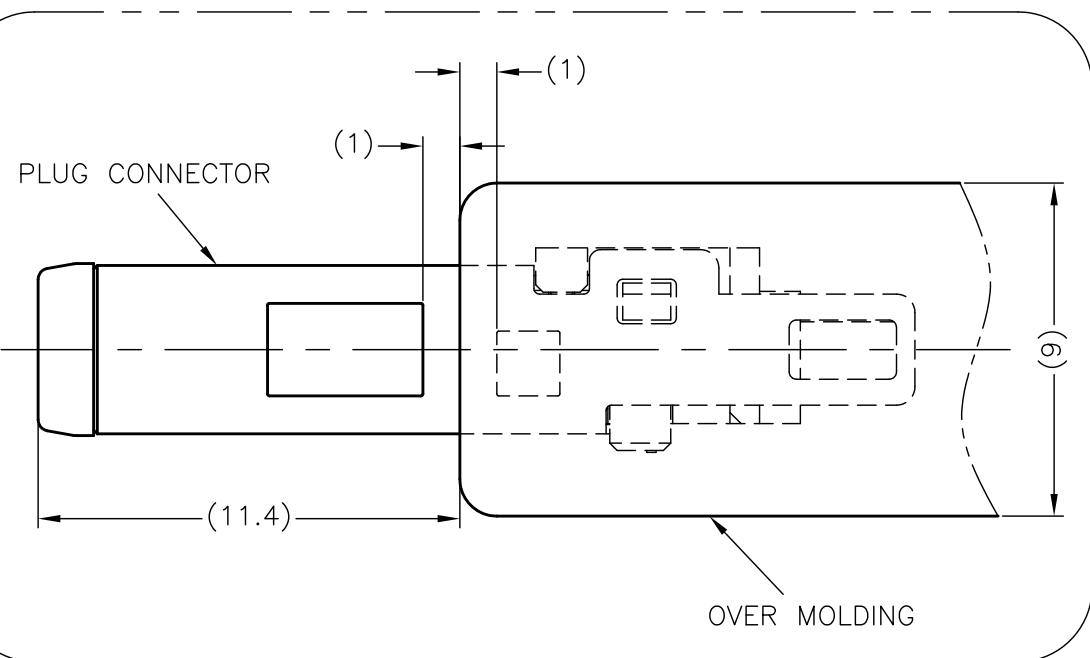 (1)
(1)
PLUG CONNECTOR
(9)
(11.4)
OVER MOLDING